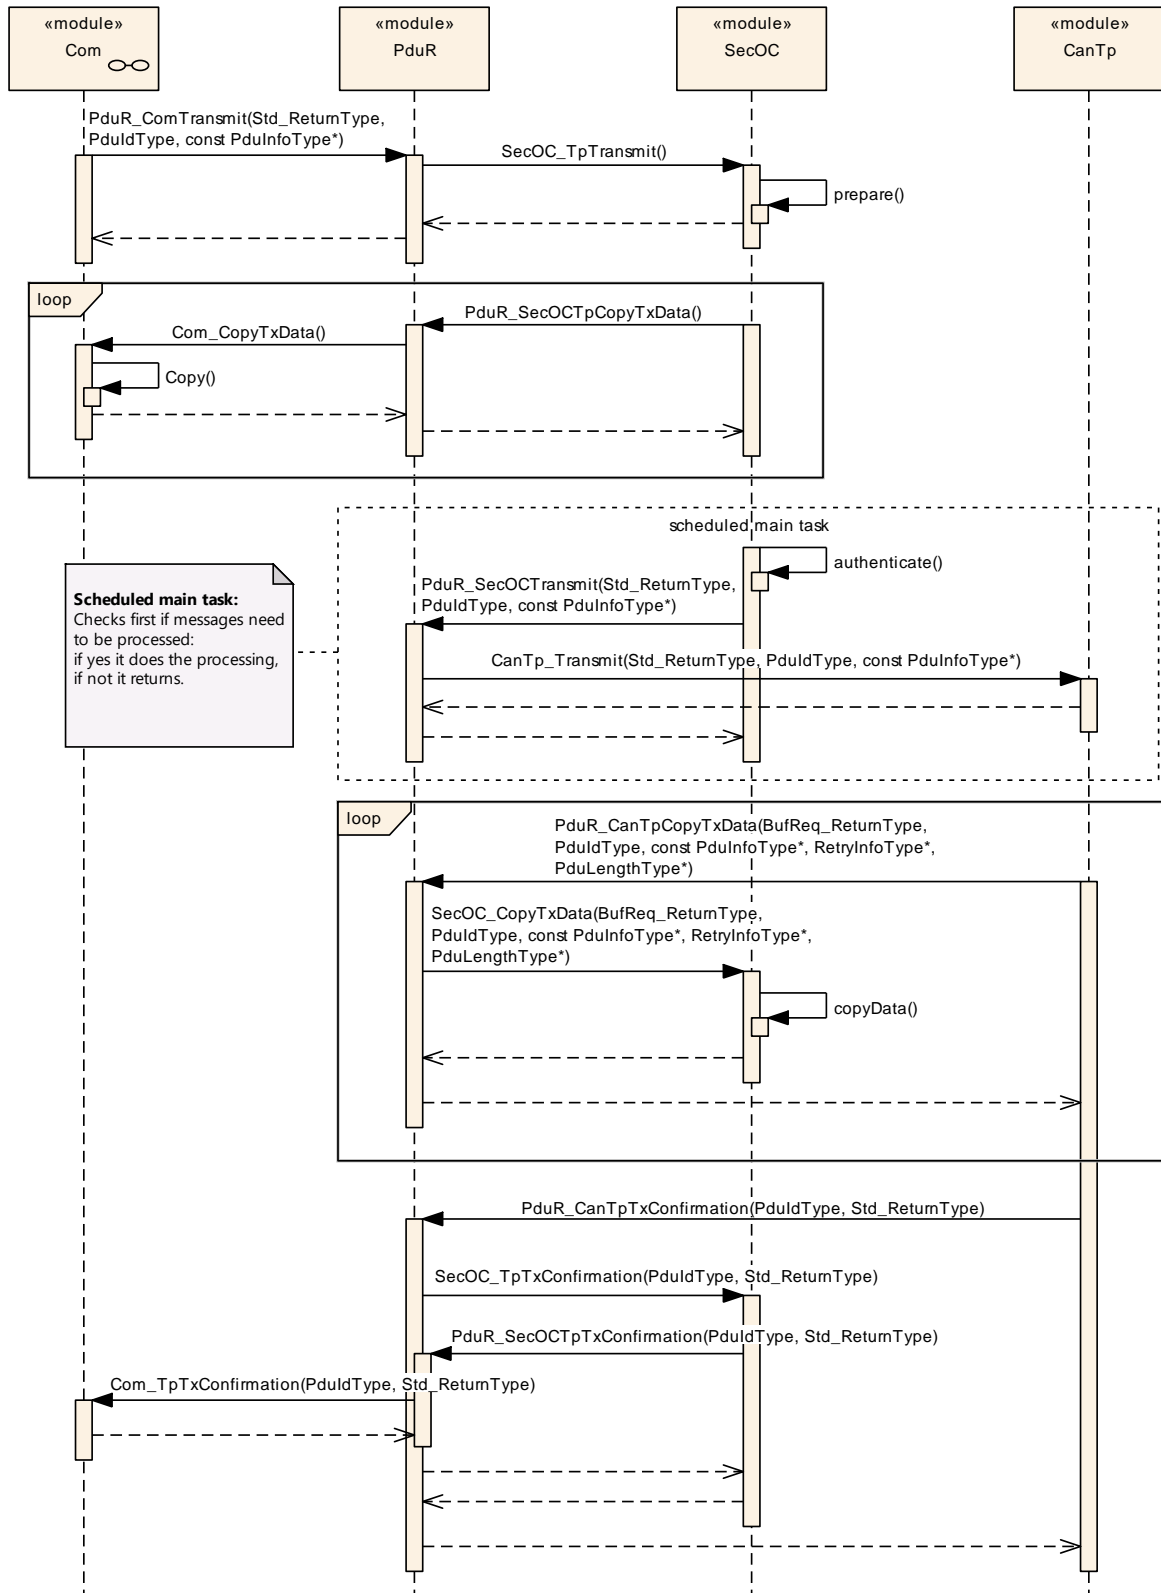 «module»
Com
«module»
PduR
«module»
SecOC
«module»
CanTp
PduR_ComTransmit(Std_ReturnType,
PduIdType, const PduInfoType*)
SecOC_TpTransmit()
prepare()
loop
PduR_SecOCTpCopyTxData()
Com_CopyTxData()
Copy()
scheduled main task
authenticate()
Scheduled main task:
Checks first if messages need
to be processed:
if yes it does the processing,
if not it returns.
PduR_SecOCTransmit(Std_ReturnType,
PduIdType, const PduInfoType*)
CanTp_Transmit(Std_ReturnType, PduIdType, const PduInfoType*)
loop
PduR_CanTpCopyTxData(BufReq_ReturnType,
PduIdType, const PduInfoType*, RetryInfoType*,
PduLengthType*)
SecOC_CopyTxData(BufReq_ReturnType,
PduIdType, const PduInfoType*, RetryInfoType*,
PduLengthType*)
copyData()
PduR_CanTpTxConfirmation(PduIdType, Std_ReturnType)
SecOC_TpTxConfirmation(PduIdType, Std_ReturnType)
PduR_SecOCTpTxConfirmation(PduIdType, Std_ReturnType)
Com_TpTxConfirmation(PduIdType, Std_ReturnType)